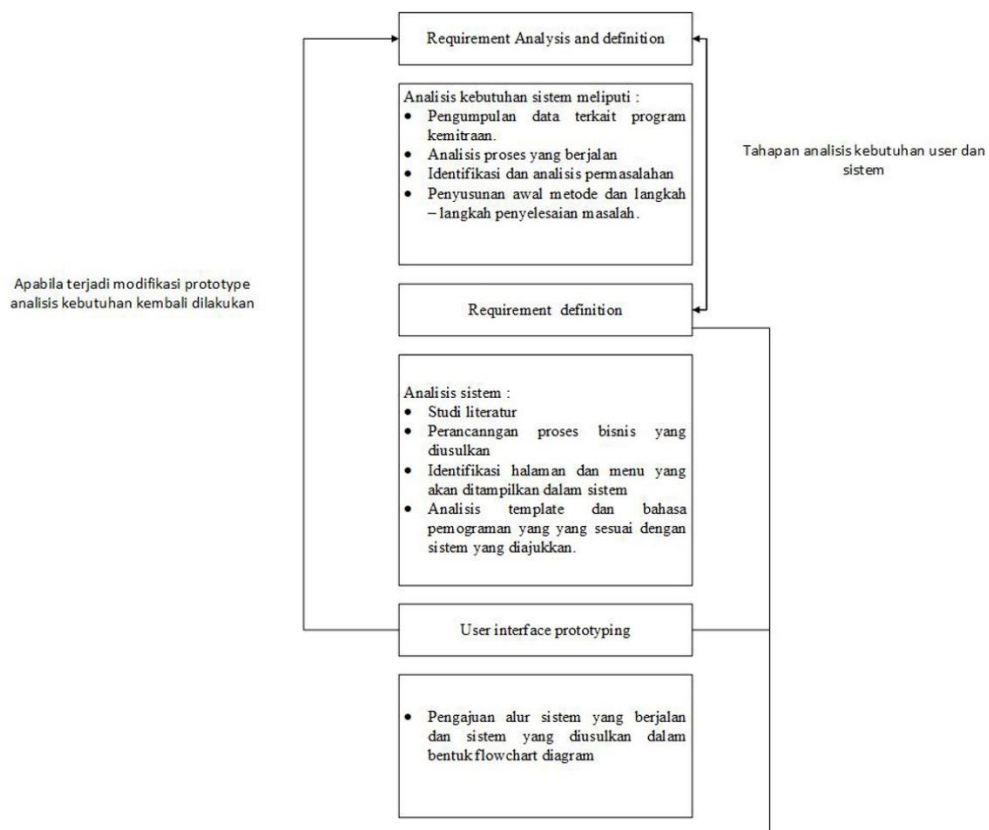 Requirement Analysis and definition
Analisis kebutuhan sistem meliputi :
• Pengumpulan data terkait program
kemitraan.
• Analisis proses yang berjalan
• Identifikasi dan analisis permasalahan
• Penyusunan awal metode dan langkah
– langkah penyelesaian masalah.
Tahapan analisis kebutuhan user dan
sistem
Apabila terjadi modifikasi prototype
analisis kebutuhan kembali dilakukan
Requirement definition
Analisis sistem :
• Studi literatur
• Perancanngan proses bisnis yang
diusulkan
• Identifikasi halaman dan menu yang
akan ditampilkan dalam sistem
• Analisis template dan bahasa
pemograman yang yang sesuai dengan
sistem yang diajukkan.
User interface prototyping
• Pengajuan alur sistem yang berjalan
dan sistem yang diusulkan dalam
bentuk flowchart diagram